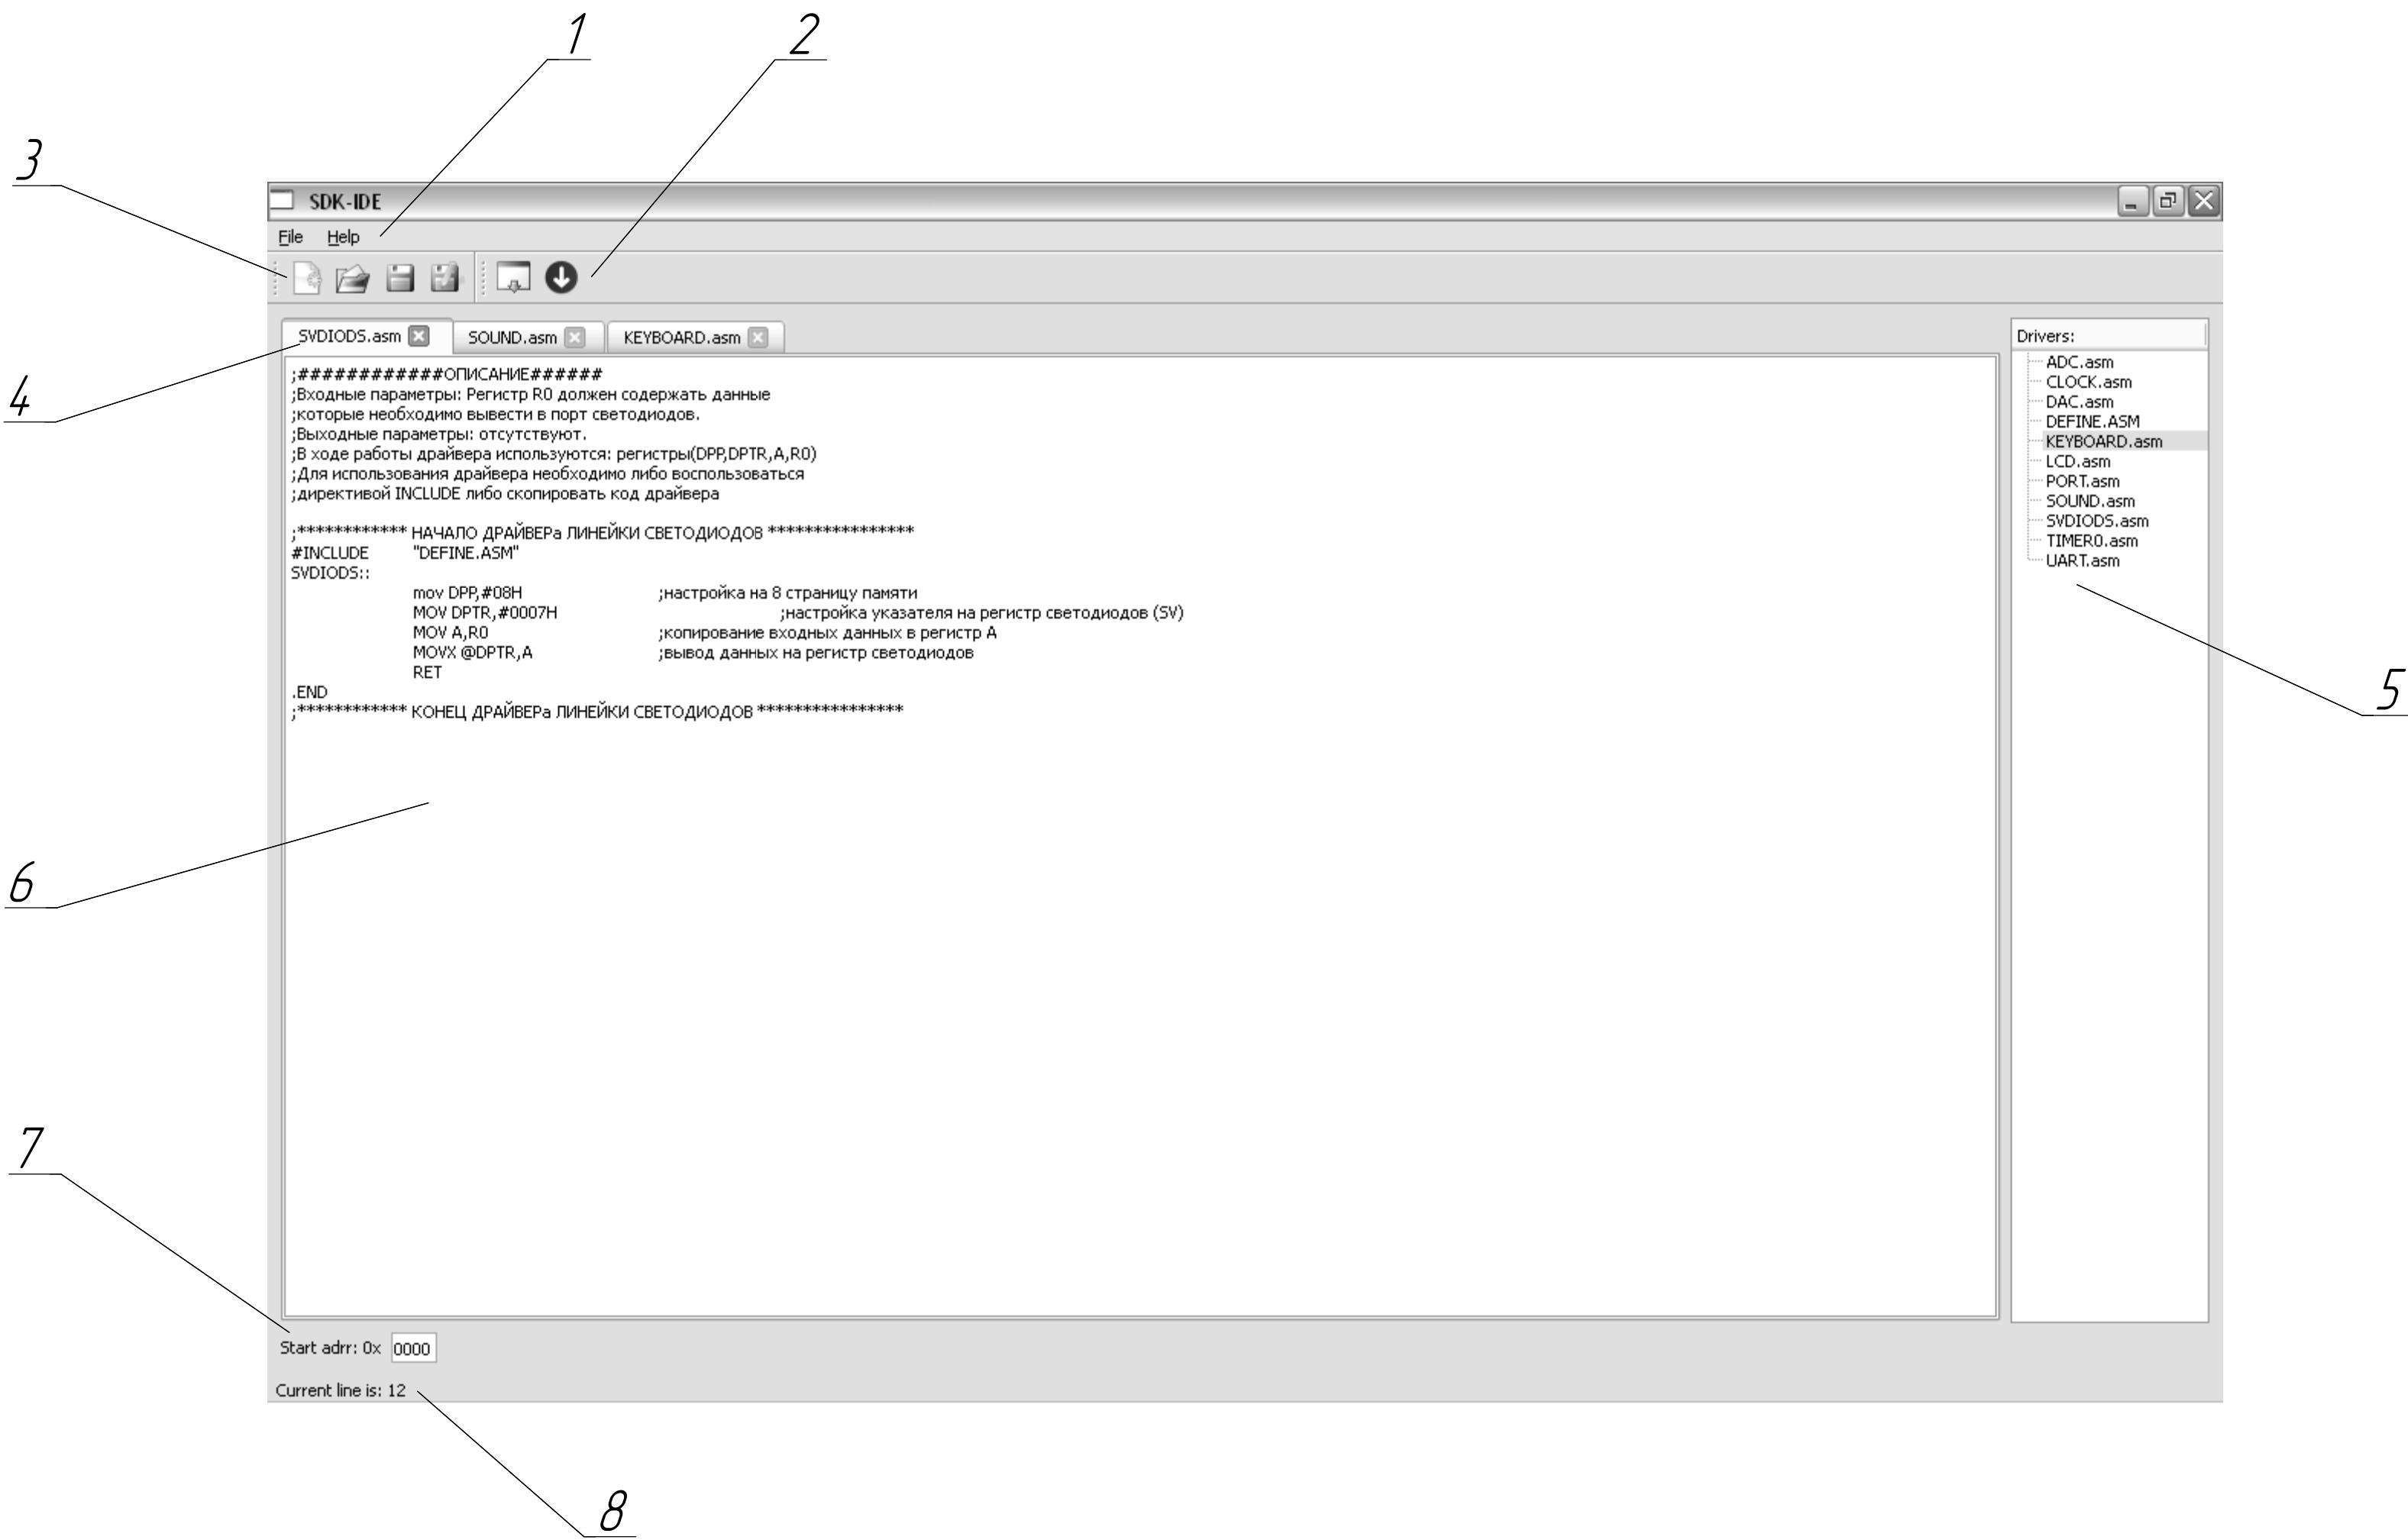 1
2
3
SDK-IDE
File Help
SVDIODS.asm SOUND.asm KEYBOARD.asm
4
;############ОПИСАНИЕ######
;Входные параметры: Регистр R0 должен содержать данные
;которые необходимо вывести в порт светодиодов.
;Выходные параметры: отсутствуют.
;В ходе работы драйвера используются: регистры(DPP,DPTR,A,R0)
;Для использования драйвера необходимо либо воспользоваться
;директивой INCLUDE либо скопировать код драйвера
;************ НАЧАЛО ДРАЙВЕРа ЛИНЕЙКИ СВЕТОДИОДОВ ****************
#INCLUDE "DEFINE.ASM"
SVDIODS::
mov DPP,#08H ;настройка на 8 страницу памяти
MOV DPTR,#0007H ;настройка указателя на регистр светодиодов (SV)
MOV A,R0 ;копирование входных данных в регистр A
MOVX @DPTR,A ;вывод данных на регистр светодиодов
RET
.END
;************ КОНЕЦ ДРАЙВЕРа ЛИНЕЙКИ СВЕТОДИОДОВ ****************
Drivers:
ADC.asm
CLOCK.asm
DAC.asm
DEFINE.ASM
KEYBOARD.asm
LCD.asm
PORT.asm
SOUND.asm
SVDIODS.asm
TIMER0.asm
UART.asm
5
6
7
Start adrr: 0x 0000
Current line is: 12
8